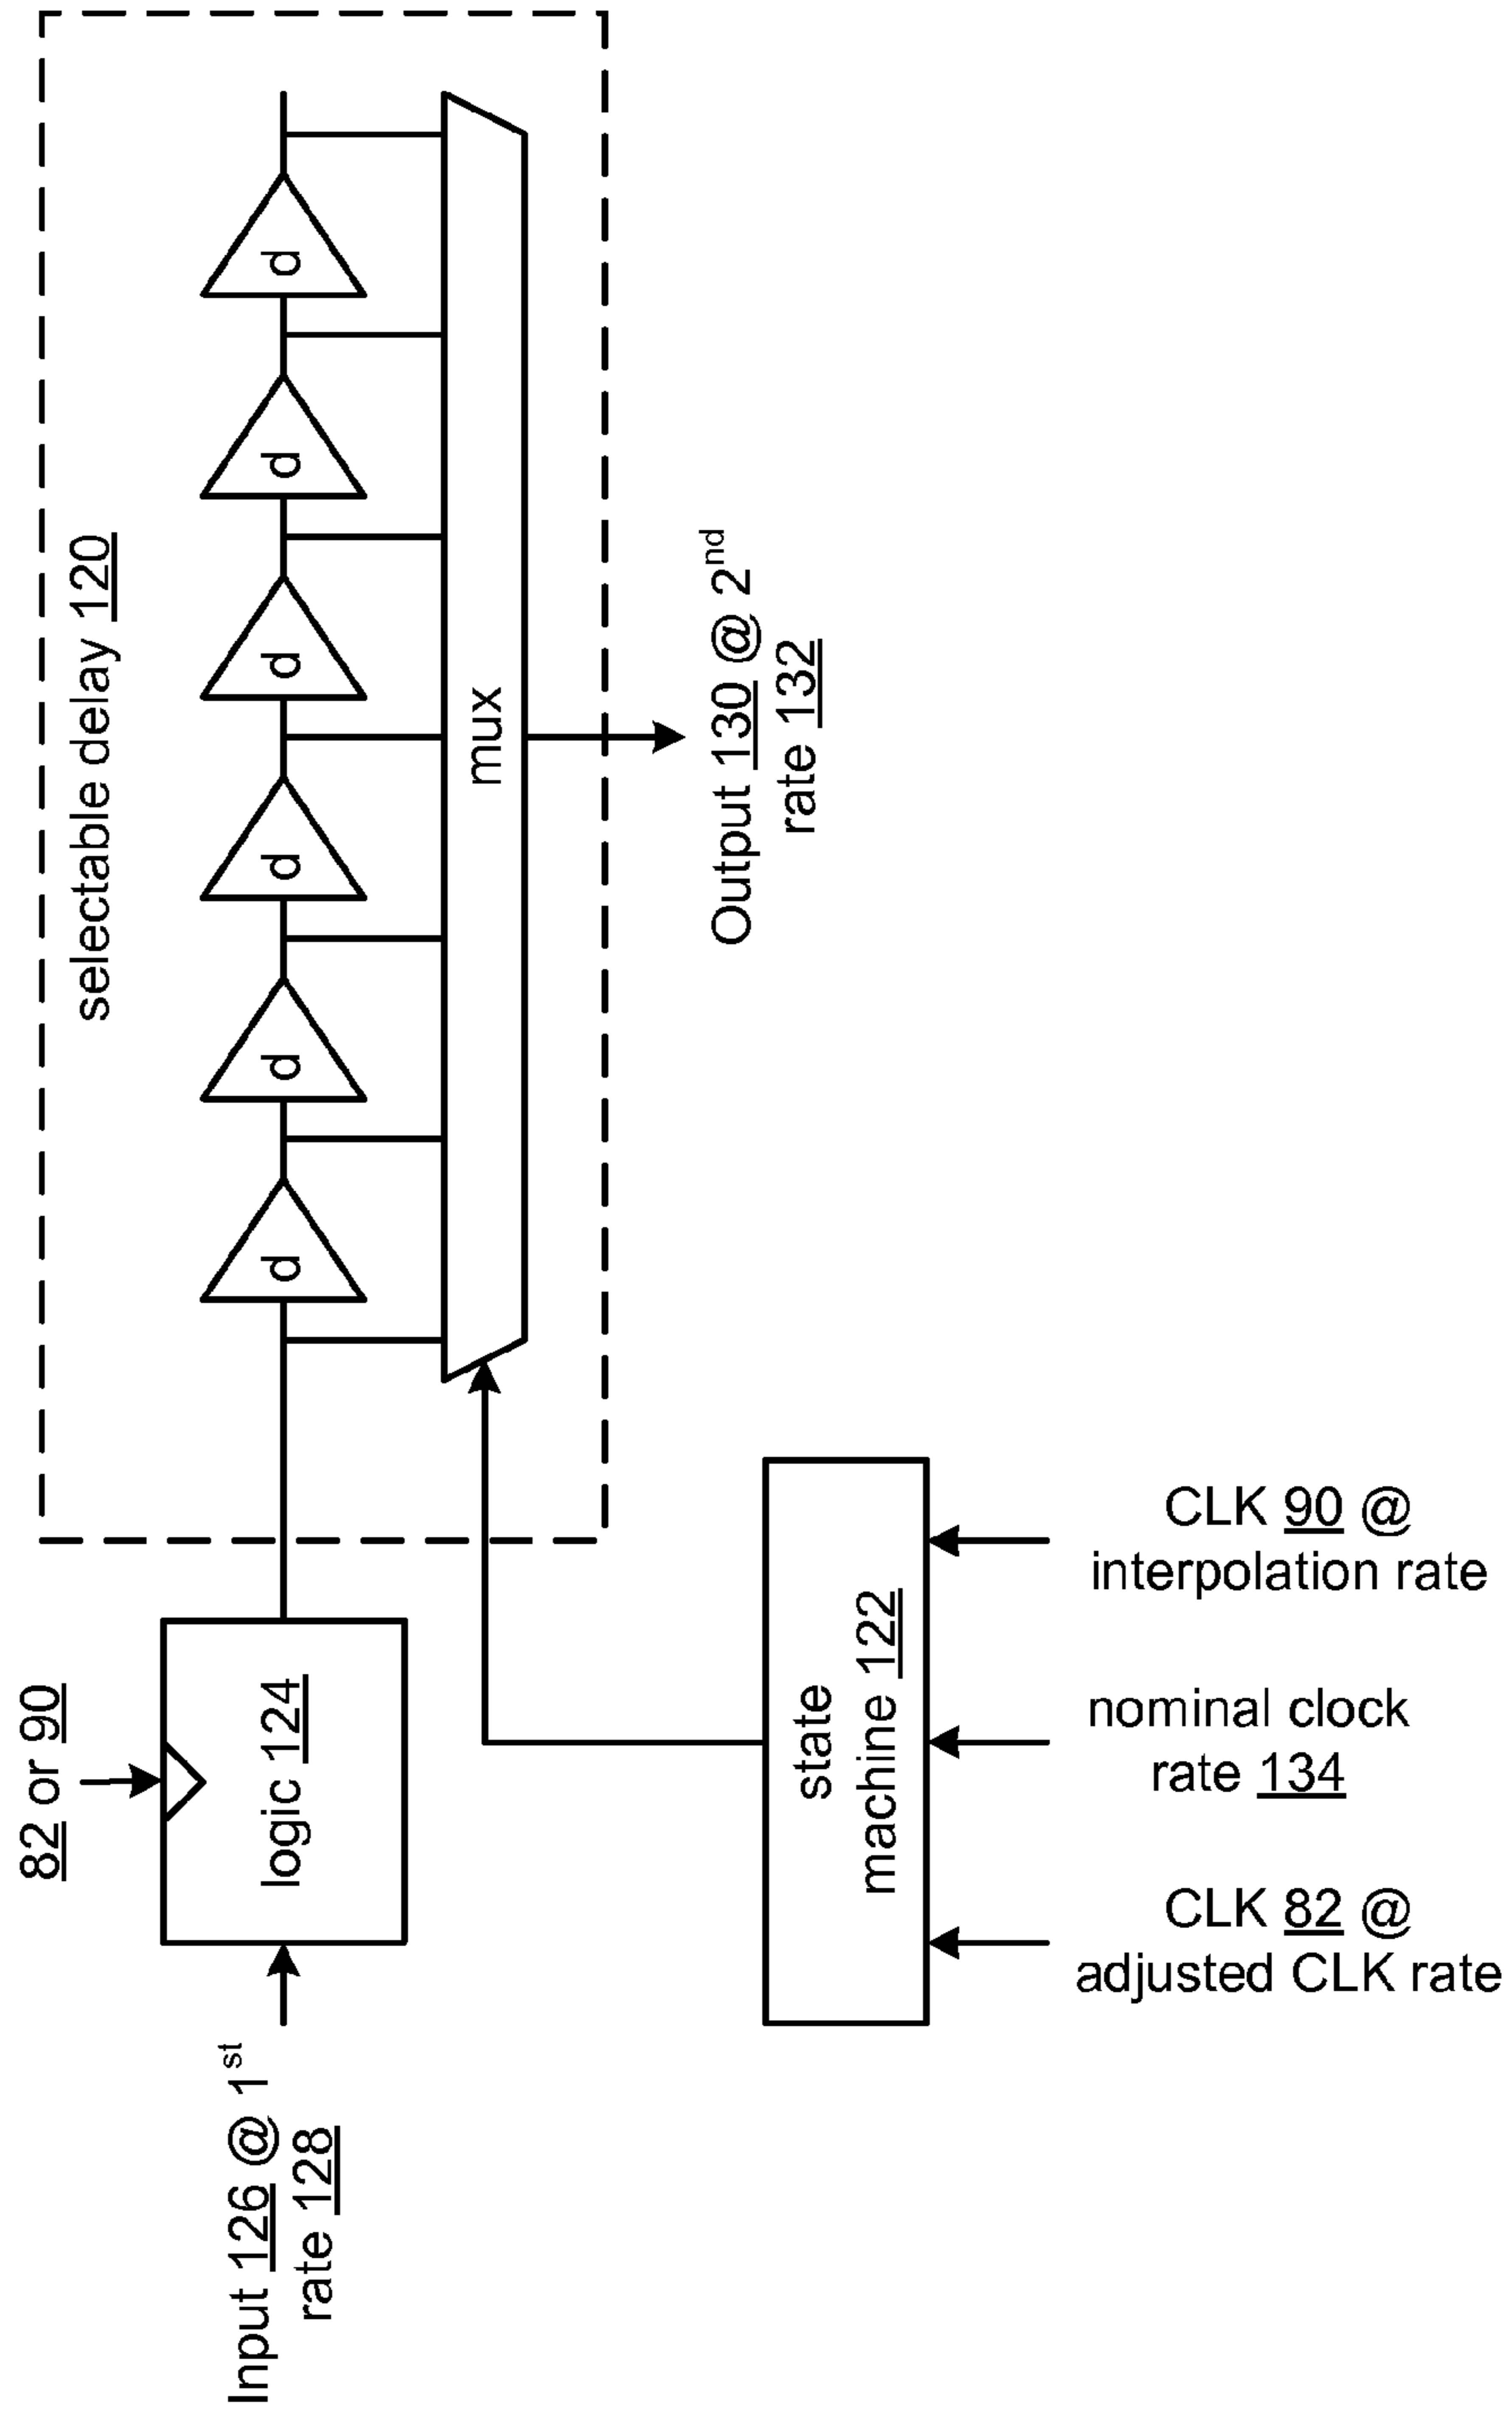 selectable delay 120
d
d
d
d
d
d
mux
82 or 90
logic 124
Input 126 @ 1st
rate 128
Output 130 @ 2nd
rate 132
state
machine 122
CLK 90 @
interpolation rate
nominal clock
rate 134
CLK 82 @
adjusted CLK rate